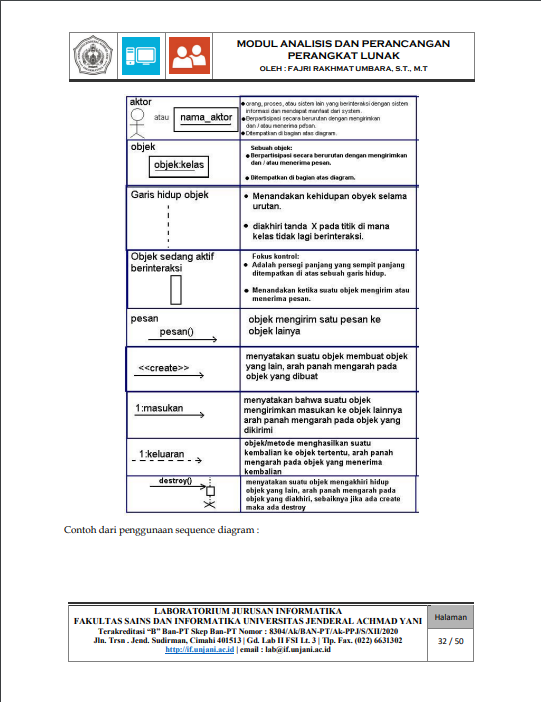 MODUL ANALISIS DAN PERANCANGAN
PERANGKAT LUNAK
OLEH : FAJRI RAKHMAT UMBARA, S.T., M.T
aktor
atau
nama_aktor
orang, proses, atau sistem lain yang berinteraksi dengan sistem
informasi dan mendapat manfaat dari system.
Berpartisipasi secara berurutan dengan mengirimkan
dan / atau menerima pesan.
Ditempatkan di bagian atas diagram.
objek
objek:kelas
Sebuah objek:
Berpartisipasi secara berurutan dengan mengirimkan
dan / atau menerima pesan.
Ditempatkan di bagian atas diagram.
Garis hidup objek
Menandakan kehidupan obyek selama
urutan.
diakhiri tanda X pada titik di mana
kelas tidak lagi berinteraksi.
Objek sedang aktif
berinteraksi
Fokus kontrol:
Adalah persegi panjang yang sempit panjang
ditempatkan di atas sebuah garis hidup.
Menandakan ketika suatu objek mengirim atau
menerima pesan.
pesan
pesan()
objek mengirim satu pesan ke
objek lainya
<<create>>
menyatakan suatu objek membuat objek
yang lain, arah panah mengarah pada
objek yang dibuat
1:masukan
menyatakan bahwa suatu objek
mengirimkan masukan ke objek lainnya
arah panah mengarah pada objek yang
dikirimi
1:keluaran
objek/metode menghasilkan suatu
kembalian ke objek tertentu, arah panah
mengarah pada objek yang menerima
kembalian
destroy()
menyatakan suatu objek mengakhiri hidup
objek yang lain, arah panah mengarah pada
objek yang diakhiri, sebaiknya jika ada create
maka ada destroy
Contoh dari penggunaan sequence diagram :
LABORATORIUM JURUSAN INFORMATIKA
FAKULTAS SAINS DAN INFORMATIKA UNIVERSITAS JENDERAL ACHMAD YANI
Terakreditasi "B" Ban-PT Skep Ban-PT Nomor : 8304/Ak/BAN-PT/Ak-PPJ/S/XII/2020
Jln. Trsn . Jend. Sudirman, Cimahi 401513 | Gd. Lab II FSI Lt. 3 | Tlp. Fax. (022) 6631302
http://if.unjani.ac.id | email : lab@if.unjani.ac.id
Halaman
32 / 50